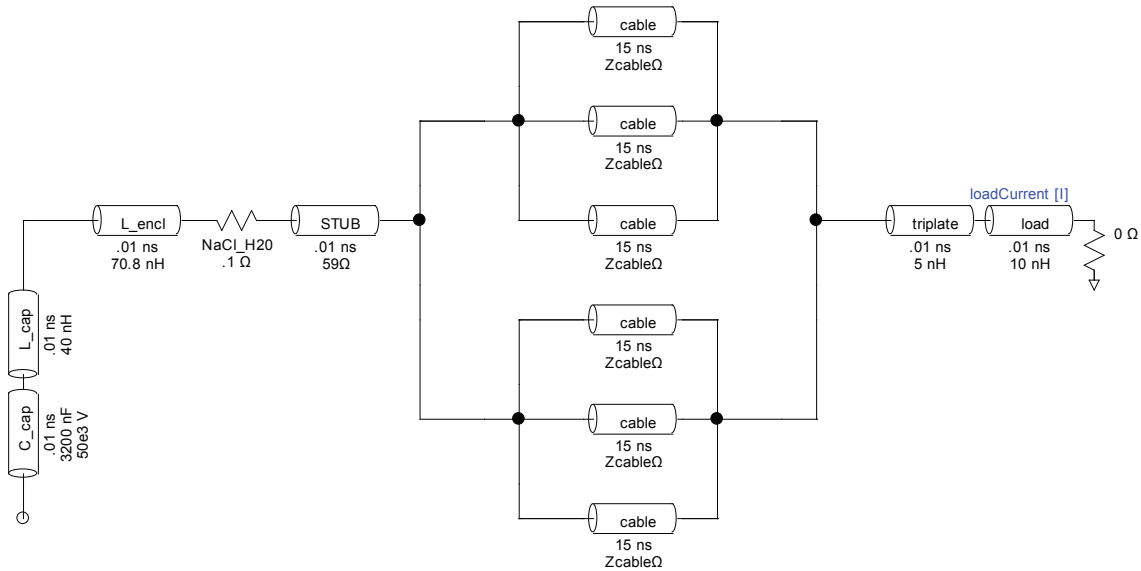 cable
15 ns
ZcableΩ
cable
15 ns
ZcableΩ
cable
15 ns
ZcableΩ
L_encl
.01 ns
70.8 nH
NaCl_H20
.1 Ω
STUB
.01 ns
59Ω
loadCurrent [I]
triplate
.01 ns
5 nH
load
.01 ns
10 nH
0 Ω
L_cap
.01 ns
40 nH
C_cap
.01 ns
3200 nF
50e3 V
cable
15 ns
ZcableΩ
cable
15 ns
ZcableΩ
cable
15 ns
ZcableΩ